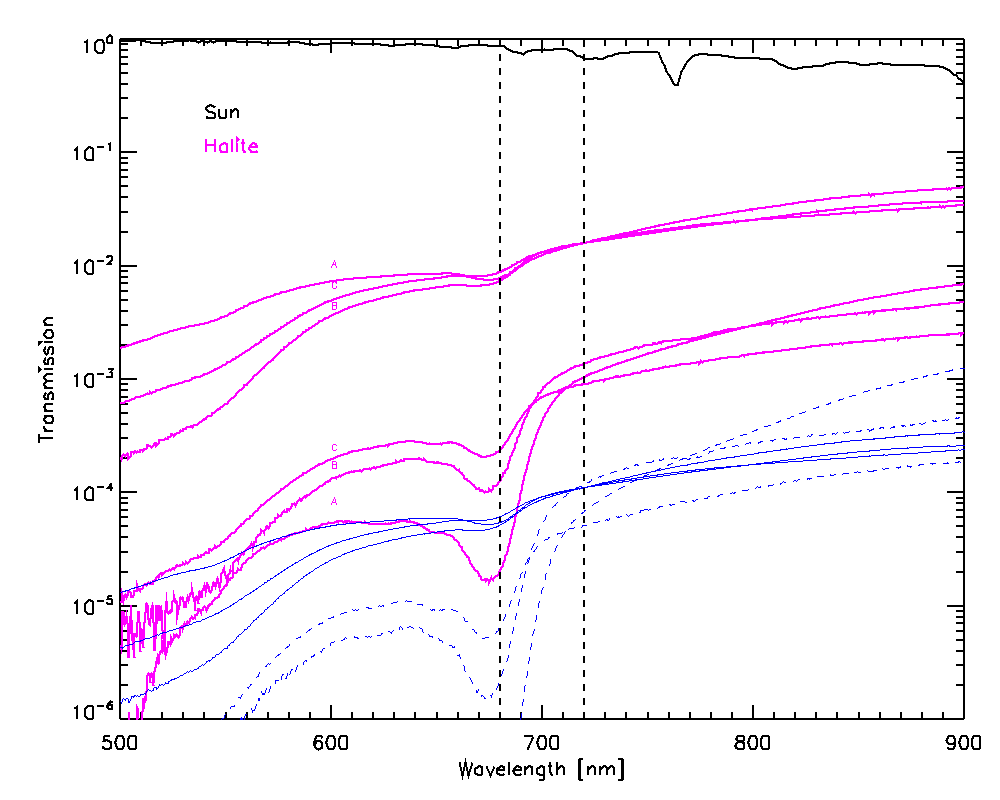 10⁰
Sun
Halite
10⁻¹
A
10⁻²
C
B
10⁻³
C
B
10⁻⁴
A
10⁻⁵
10⁻⁶
Transmission
500 600 700 800 900
Wavelength [nm]